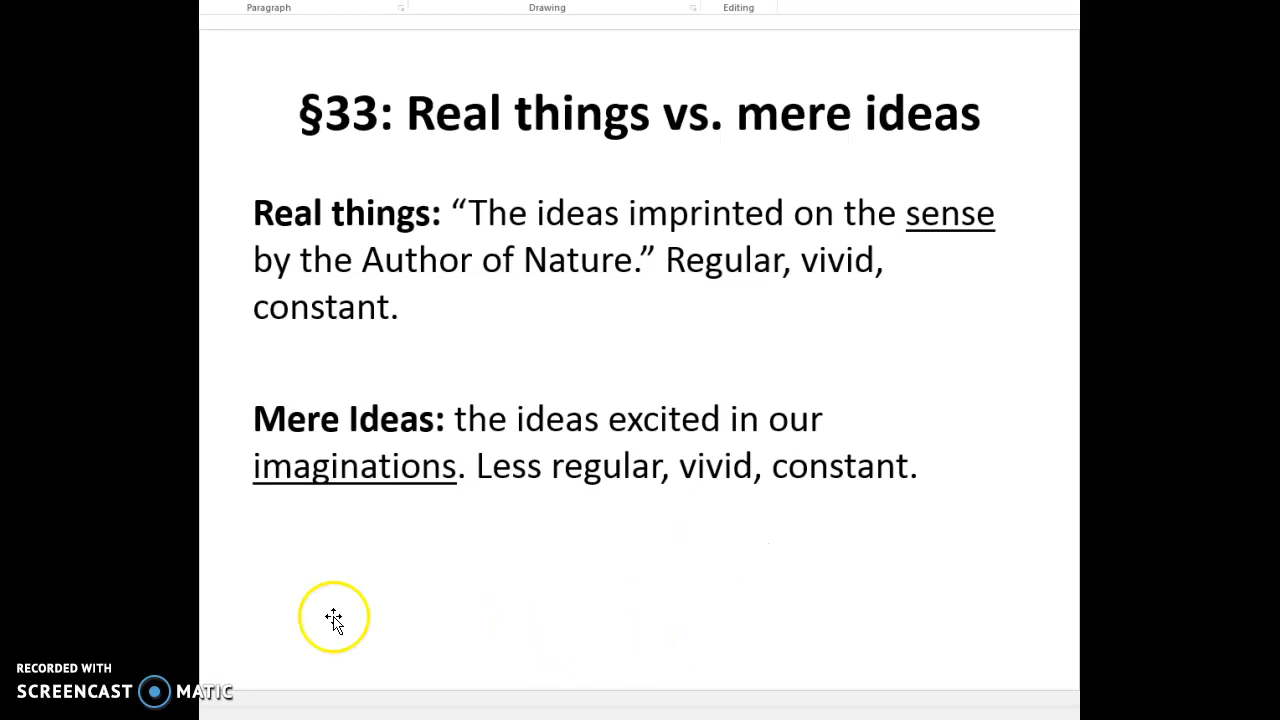 Paragraph Drawing Editing
§33: Real things vs. mere ideas
Real things: “The ideas imprinted on the sense
by the Author of Nature.” Regular, vivid,
constant.
Mere Ideas: the ideas excited in our
imaginations. Less regular, vivid, constant.
RECORDED WITH
SCREENCAST MATIC